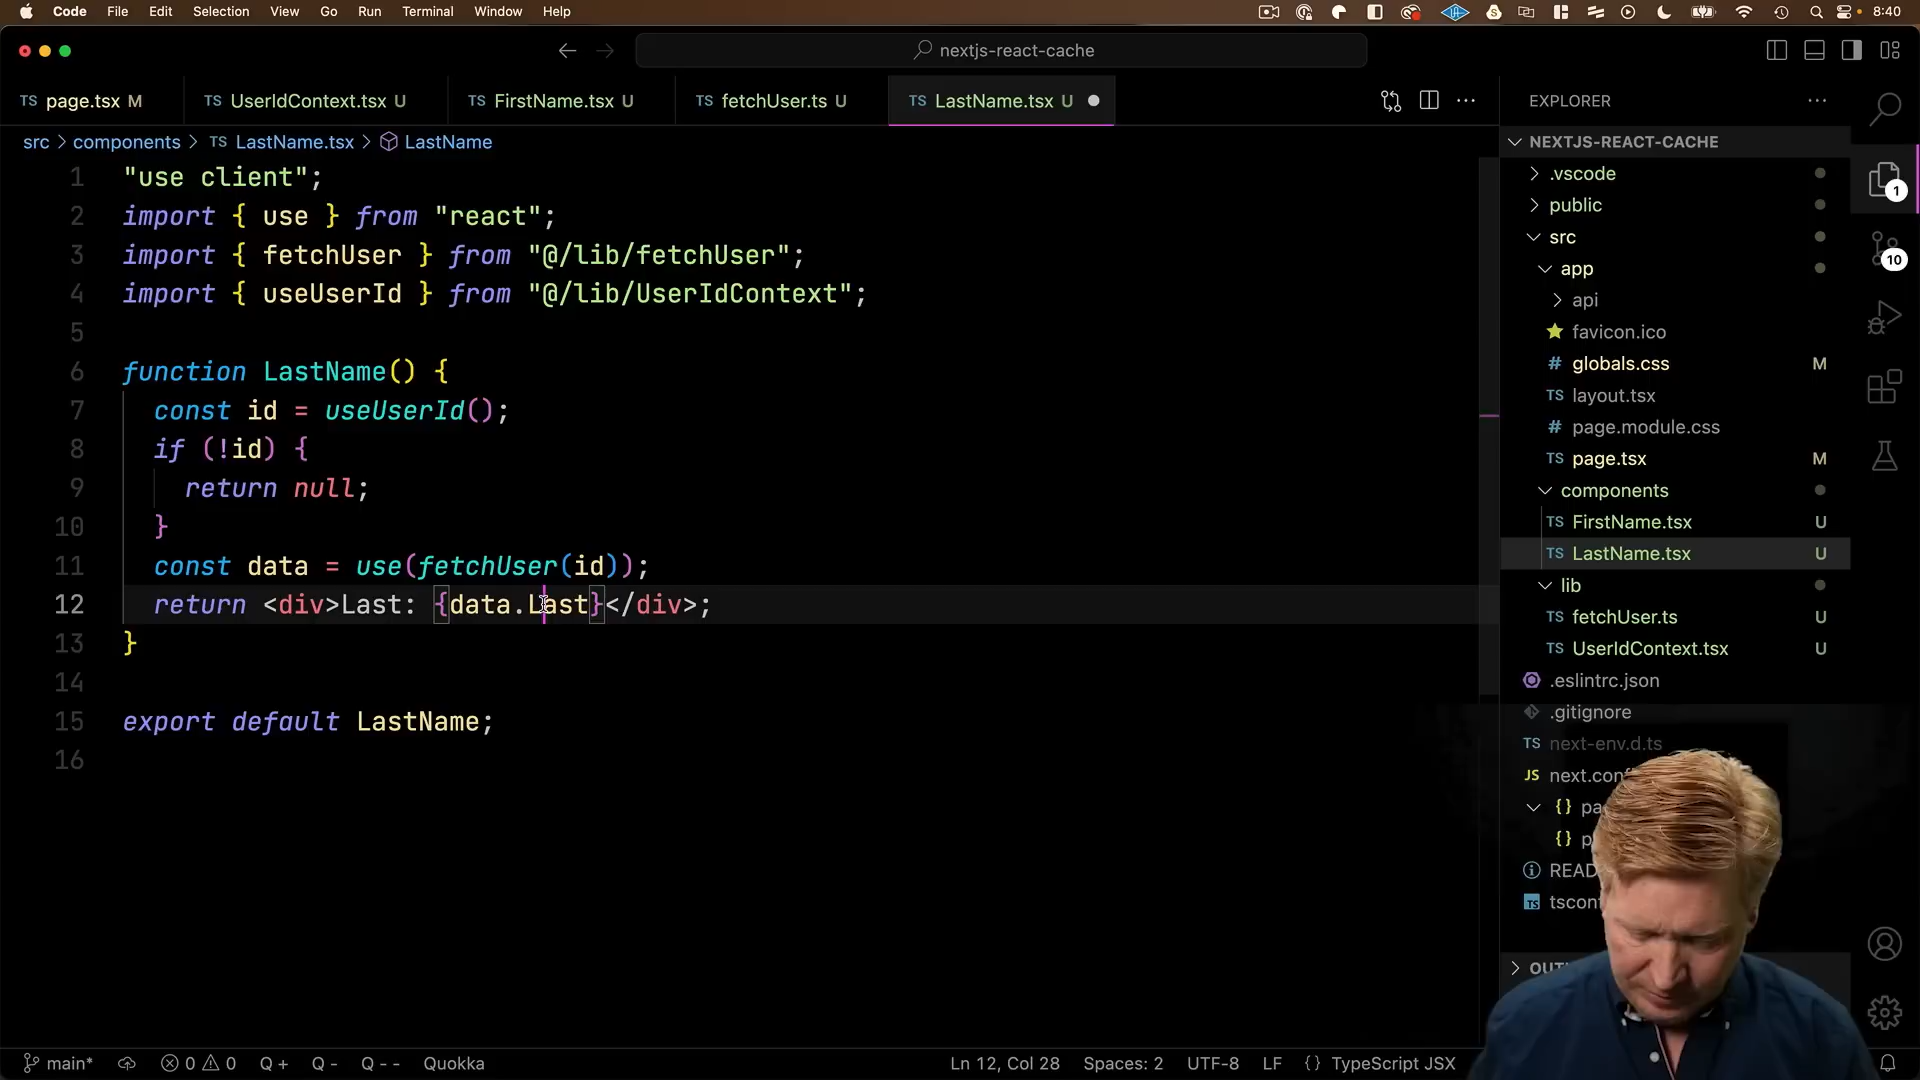 Code File Edit Selection View Go Run Terminal Window Help 8:40
nextjs-react-cache
TS page.tsx M TS UserIdContext.tsx U TS FirstName.tsx U TS fetchUser.ts U TS LastName.tsx U
src > components > TS LastName.tsx > LastName
1 "use client";
2 import { use } from "react";
3 import { fetchUser } from "@/lib/fetchUser";
4 import { useUserId } from "@/lib/UserIdContext";
5
6 function LastName() {
7 const id = useUserId();
8 if (!id) {
9 return null;
10 }
11 const data = use(fetchUser(id));
12 return <div>Last: {data.Last}</div>;
13 }
14
15 export default LastName;
16
EXPLORER
NEXTJS-REACT-CACHE
.vscode
public
src
app
api
favicon.ico
# globals.css M
TS layout.tsx
# page.module.css
TS page.tsx M
components
TS FirstName.tsx U
TS LastName.tsx U
lib
TS fetchUser.ts U
TS UserIdContext.tsx U
.eslintrc.json
.gitignore
TS next-env.d.ts
JS next.conf
{} pa
{} p
READ
TS tscon
OUT
1
10
main* 0 0 Q + Q - Q - - Quokka Ln 12, Col 28 Spaces: 2 UTF-8 LF {} TypeScript JSX